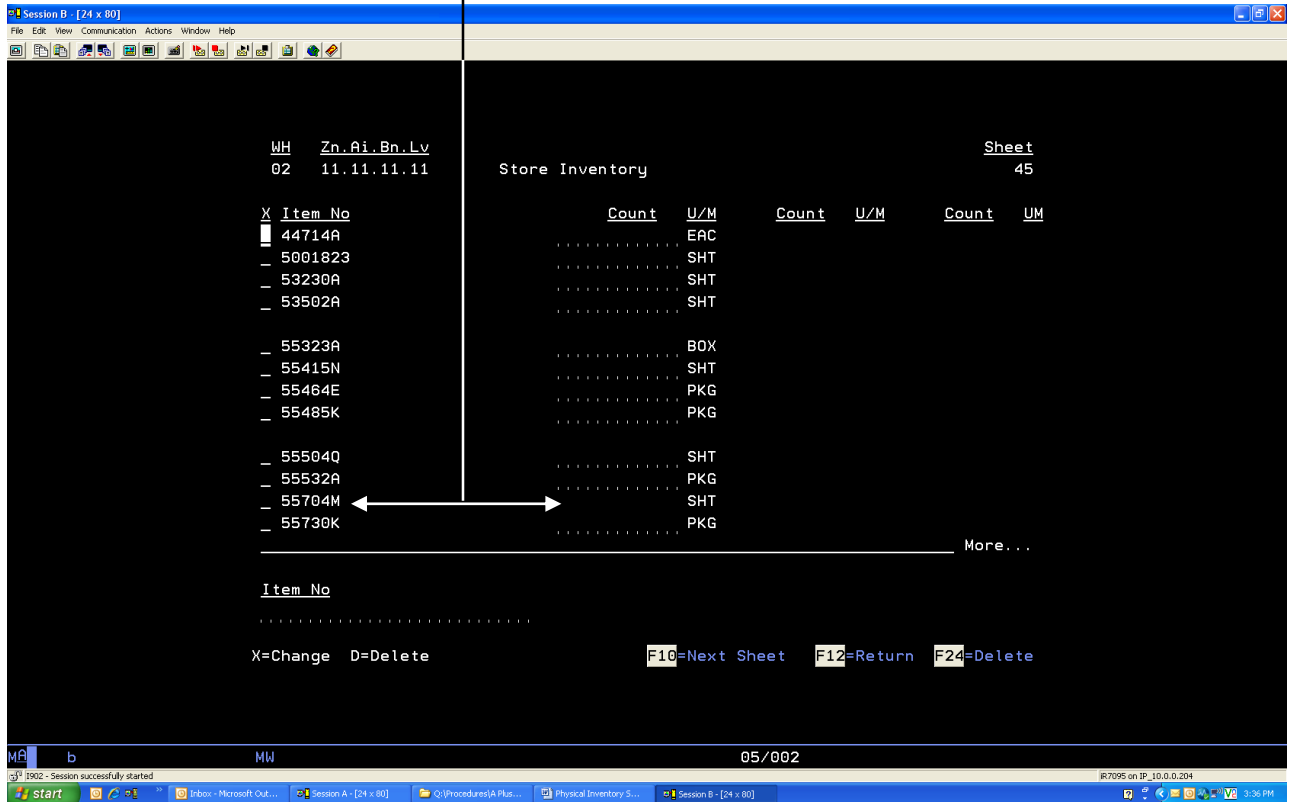 Session B - [24 x 80]
File Edit View Communication Actions Window Help
WH Zn.Ai.Bn.Lv Sheet
02 11.11.11.11 Store Inventory 45
X Item No Count U/M Count U/M Count UM
44714A EAC
_ 5001823 SHT
_ 53230A SHT
_ 53502A SHT
_ 55323A BOX
_ 55415N SHT
_ 55464E PKG
_ 55485K PKG
_ 55504Q SHT
_ 55532A PKG
_ 55704M SHT
_ 55730K PKG
More...
Item No
X=Change D=Delete F10=Next Sheet F12=Return F24=Delete
MA b MW 05/002
I902 - Session successfully started iR7095 on IP_10.0.0.204
start Inbox - Microsoft Out... Session A - [24 x 80] Q:\Procedures\A Plus... Physical Inventory S... Session B - [24 x 80] 3:36 PM